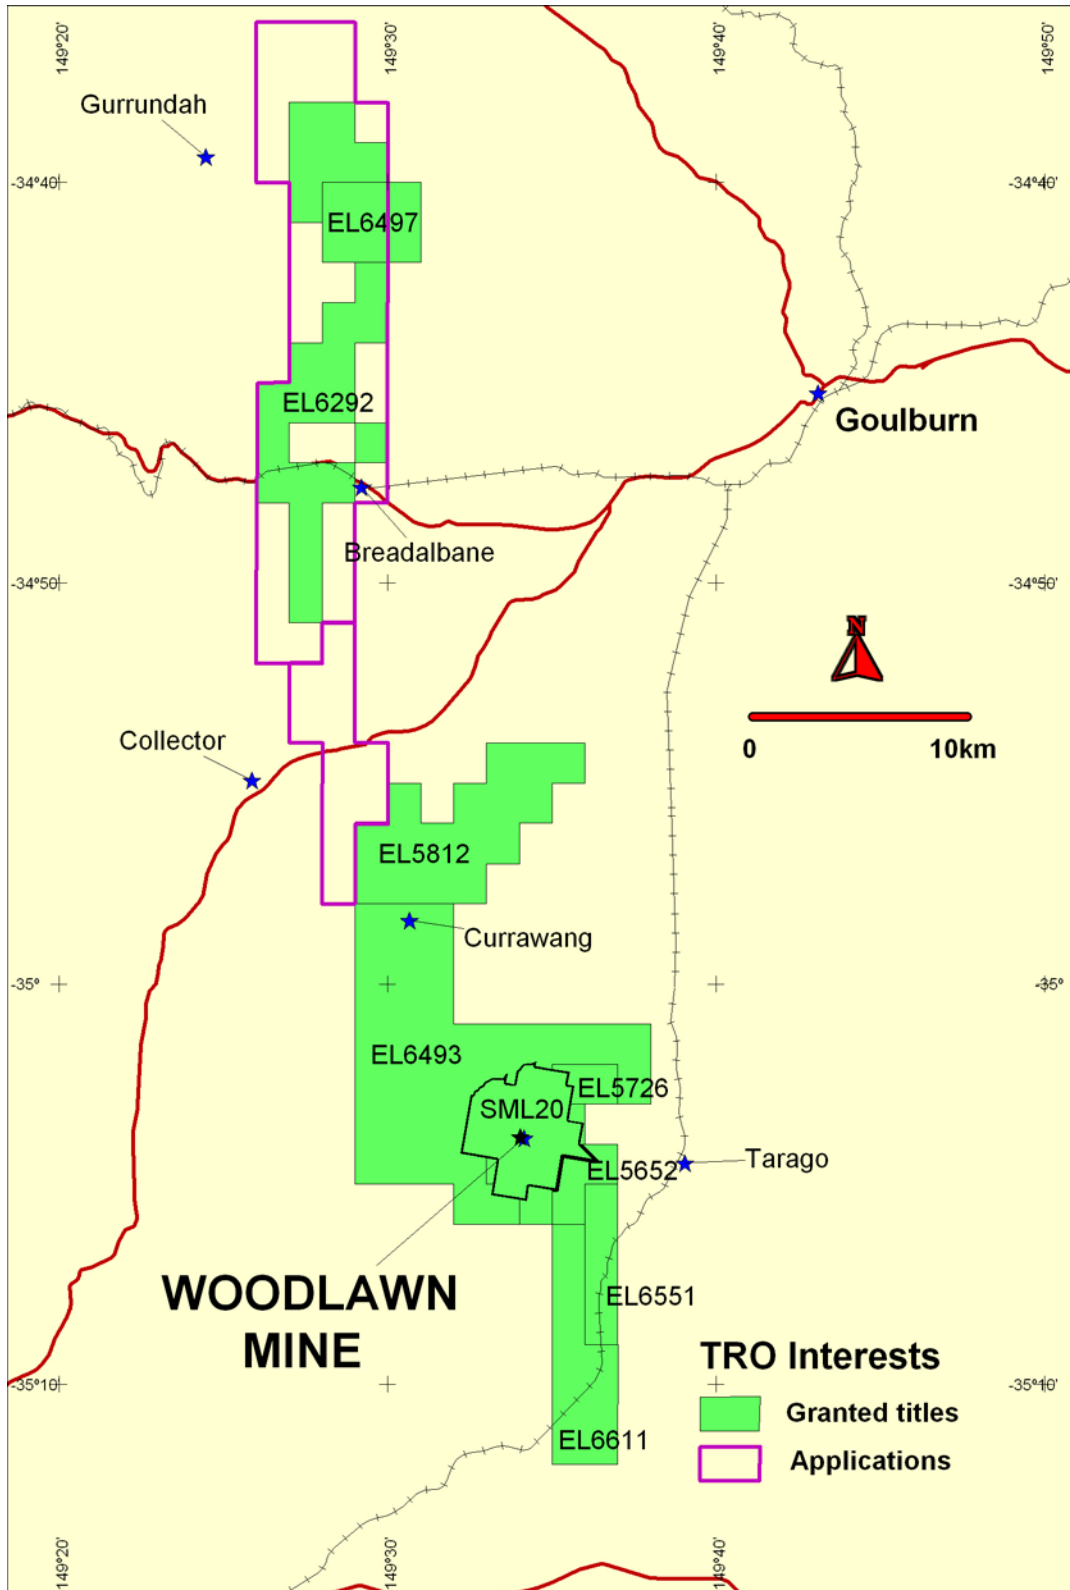 149°20'
149°30'
149°40'
149°50'
Gurrundah
-34°40'
-34°40'
EL6497
EL6292
Goulburn
Breadalbane
-34°50'
-34°50'
N
Collector
0 10km
EL5812
Currawang
-35°
-35°
EL6493
EL5726
SML20
EL5652
Tarago
WOODLAWN
MINE
EL6551
TRO Interests
-35°10'
-35°10'
Granted titles
EL6611
Applications
149°20'
149°30'
149°40'
149°50'